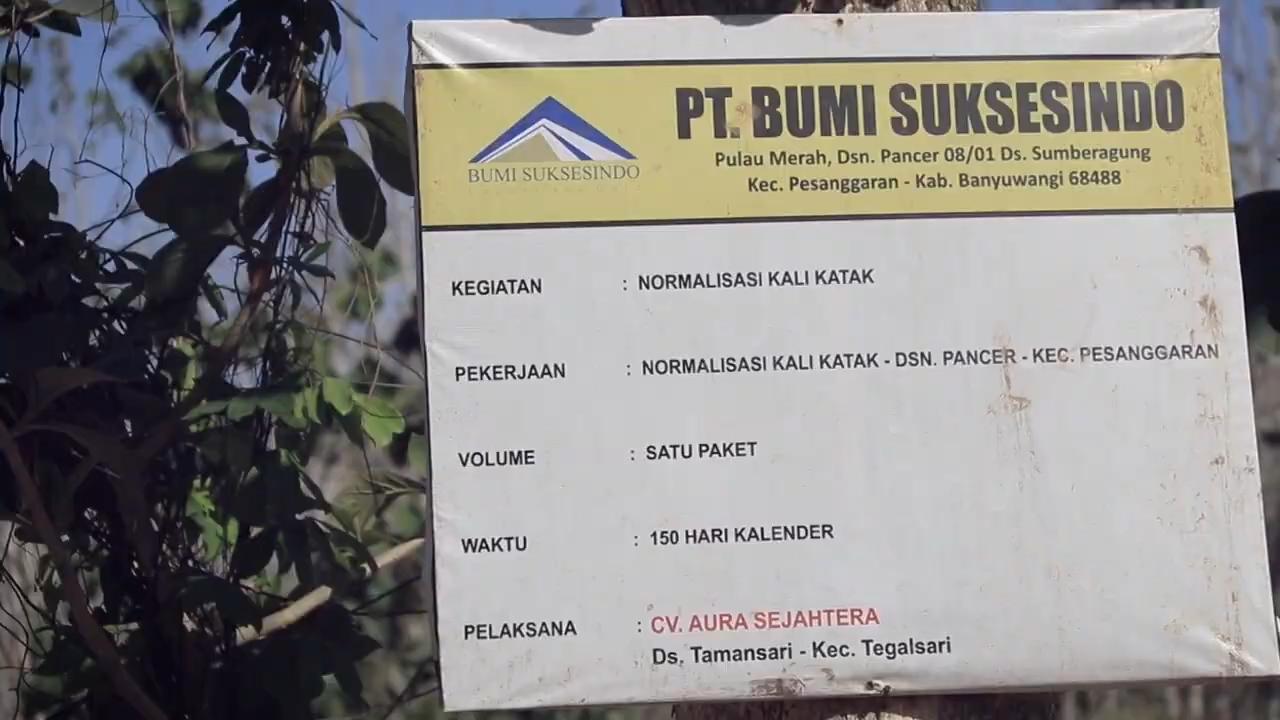 PT. BUMI SUKSESINDO
BUMI SUKSESINDO
Pulau Merah, Dsn. Pancer 08/01 Ds. Sumberagung
Kec. Pesanggaran - Kab. Banyuwangi 68488
KEGIATAN : NORMALISASI KALI KATAK
PEKERJAAN : NORMALISASI KALI KATAK - DSN. PANCER - KEC. PESANGGARAN
VOLUME : SATU PAKET
WAKTU : 150 HARI KALENDER
PELAKSANA : CV. AURA SEJAHTERA
Ds. Tamansari - Kec. Tegalsari